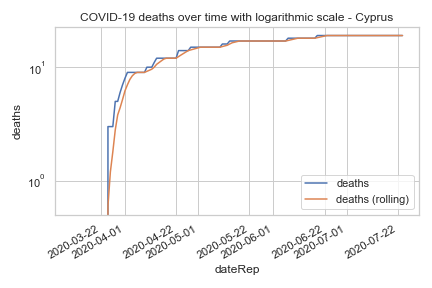 COVID-19 deaths over time with logarithmic scale - Cyprus
deaths
10¹
10⁰
deaths
deaths (rolling)
2020-03-22
2020-04-01
2020-04-22
2020-05-01
2020-05-22
2020-06-01
2020-06-22
2020-07-01
2020-07-22
dateRep